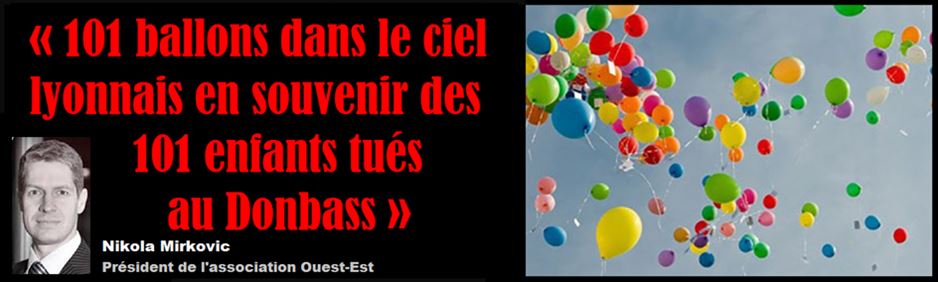 « 101 ballons dans le ciel
lyonnais en souvenir des
101 enfants tués
au Donbass »
Nikola Mirkovic
Président de l'association Ouest-Est